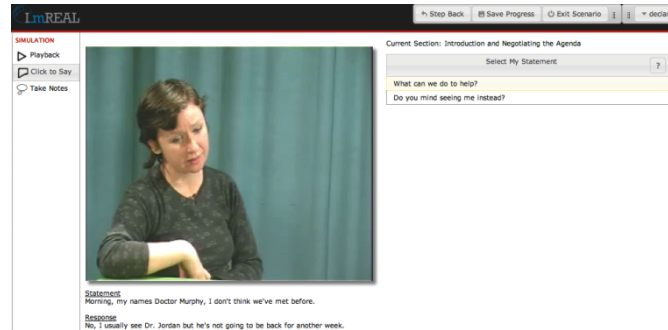 ImREAL
Step Back
Save Progress
Exit Scenario
declar
SIMULATION
Playback
Click to Say
Take Notes
Current Section: Introduction and Negotiating the Agenda
Select My Statement
?
What can we do to help?
Do you mind seeing me instead?
Statement
Morning, my names Doctor Murphy, I don't think we've met before.
Response
No, I usually see Dr. Jordan but he's not going to be back for another week.